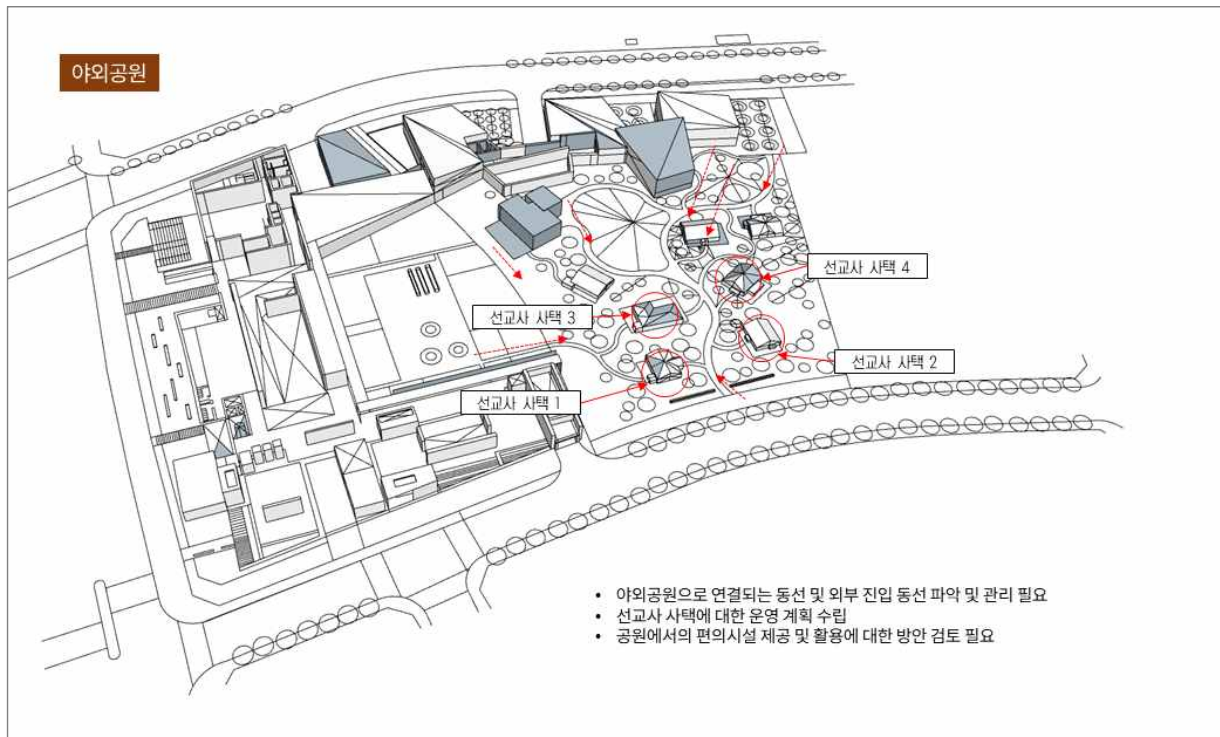 야외공원
선교사 사택 4
선교사 사택 3
선교사 사택 2
선교사 사택 1
• 야외공원으로 연결되는 동선 및 외부 진입 동선 파악 및 관리 필요
• 선교사 사택에 대한 운영 계획 수립
• 공원에서의 편의시설 제공 및 활용에 대한 방안 검토 필요